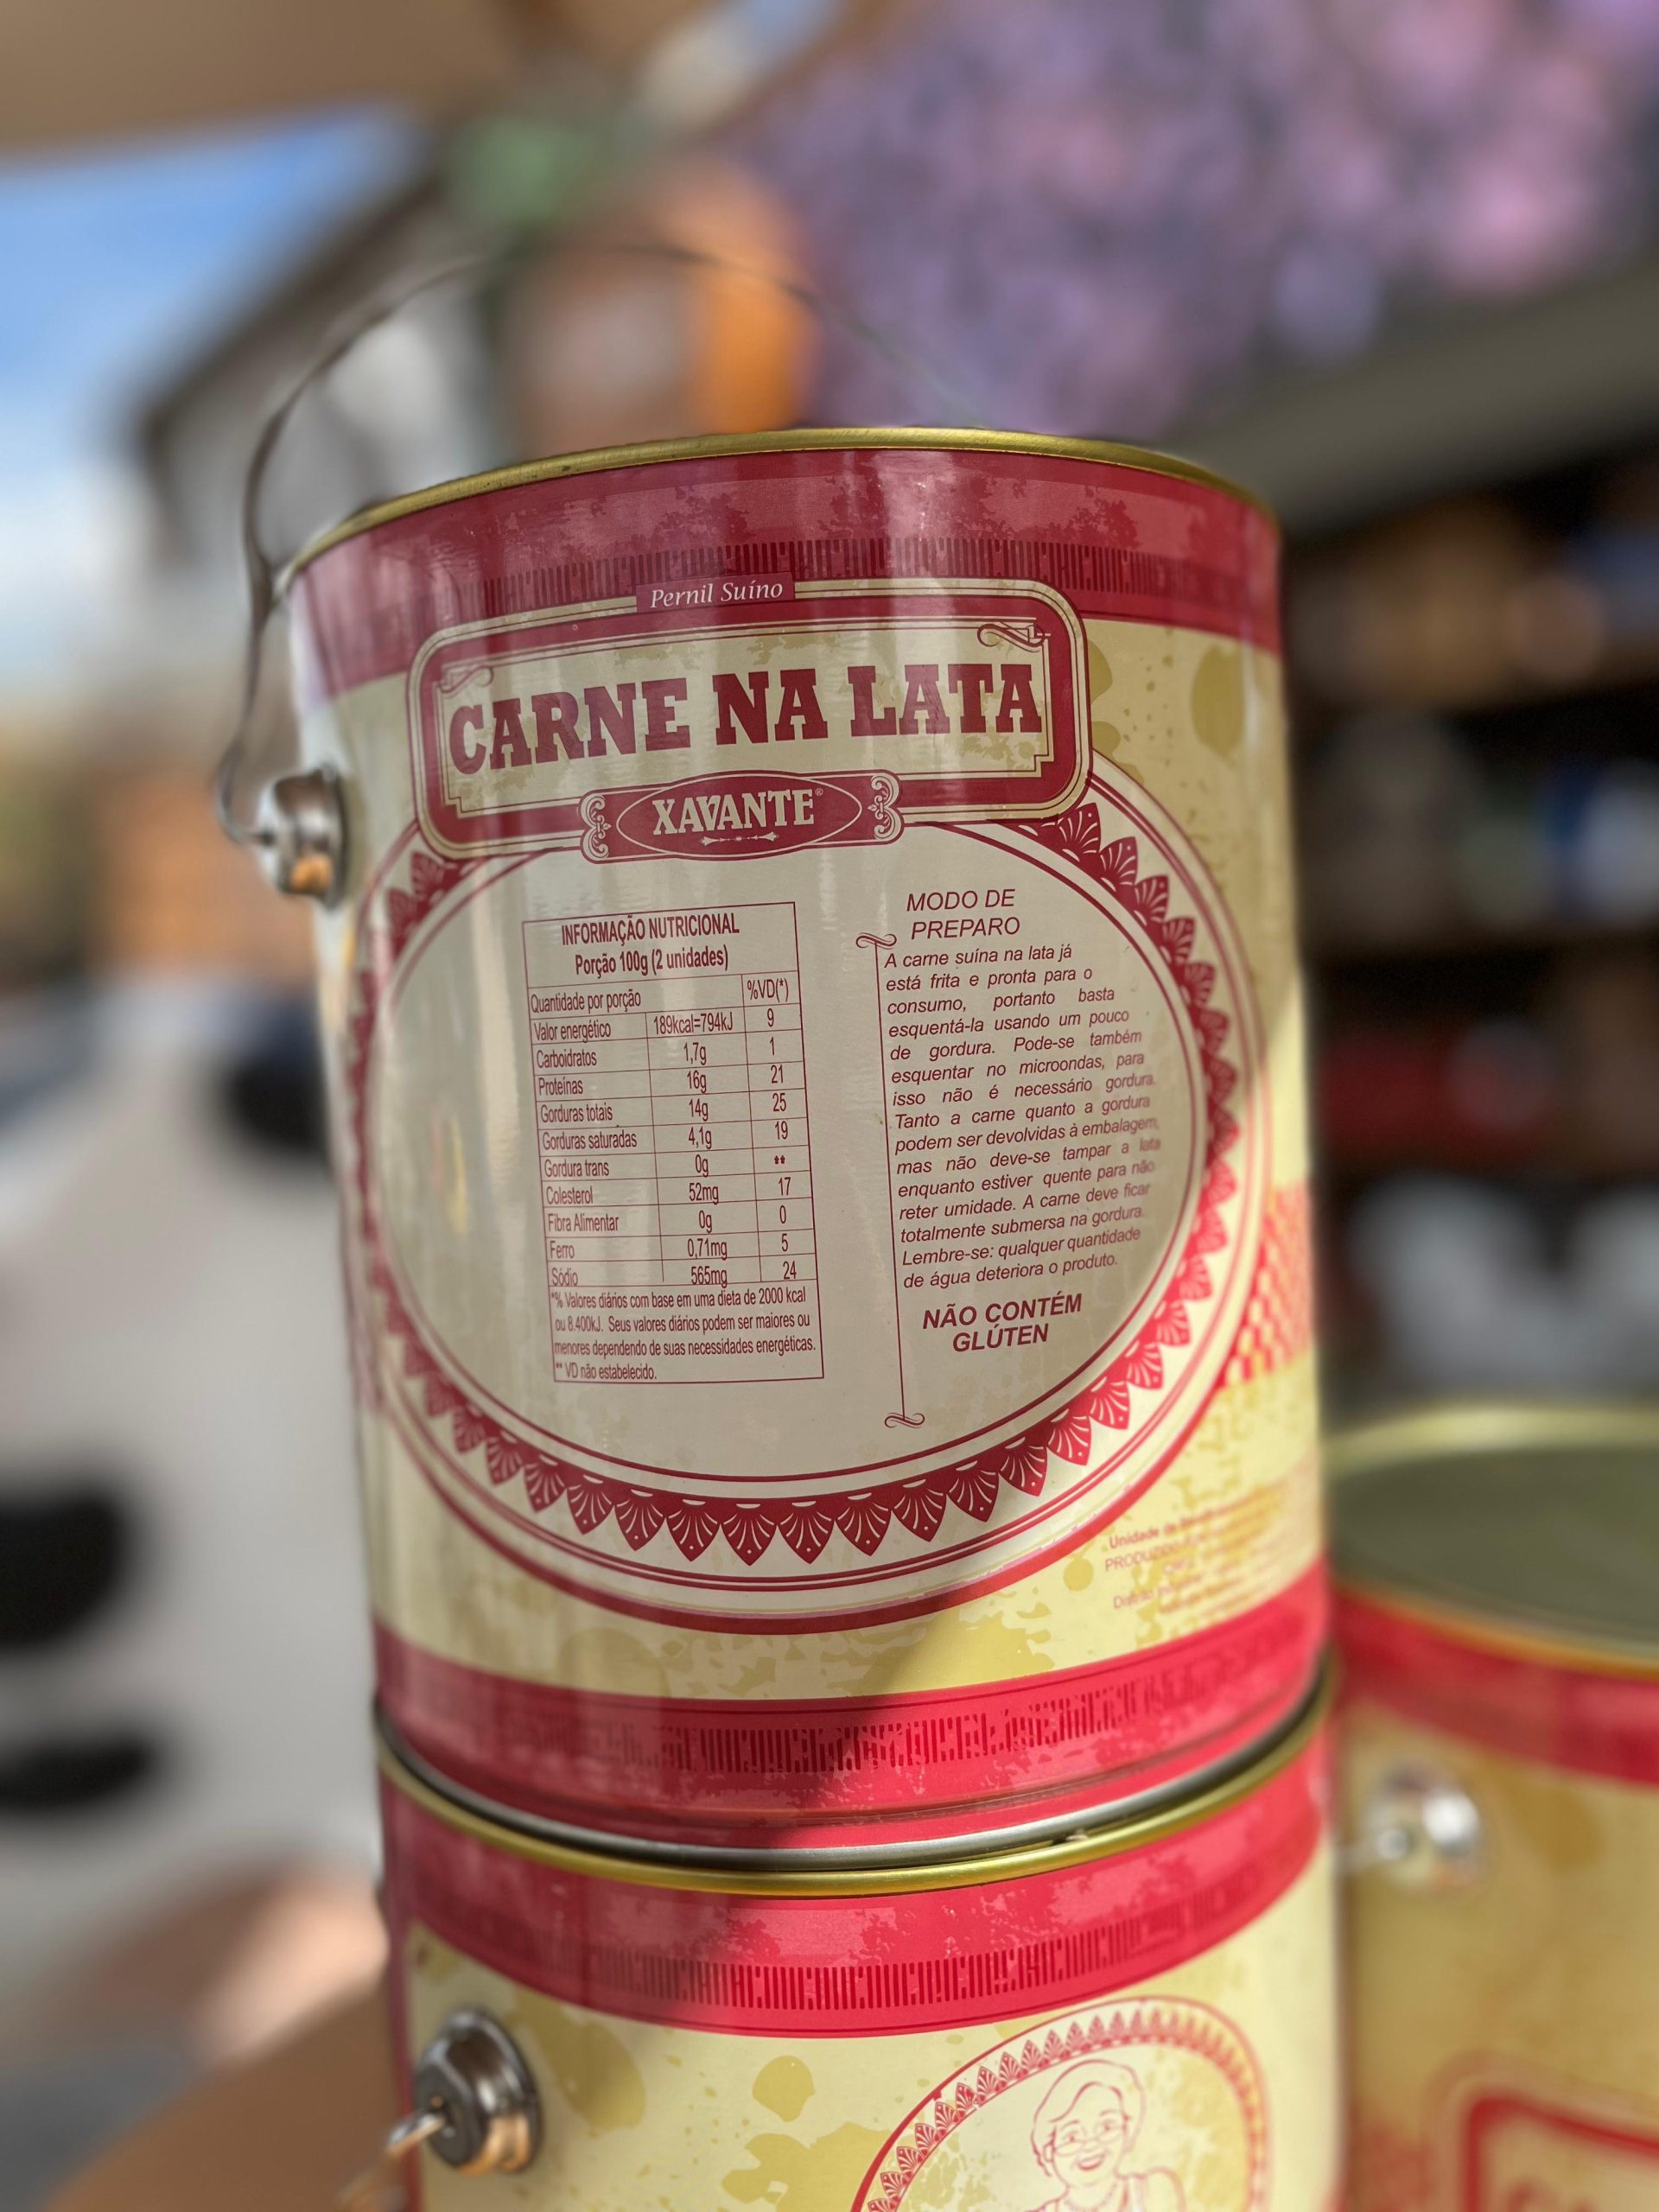 Pernil Suíno
CARNE NA LATA
XAVANTE®
INFORMAÇÃO NUTRICIONAL
Porção 100g (2 unidades)
Quantidade por porção %VD(*)
Valor energético 189kcal=794kJ 9
Carboidratos 1,7g 1
Proteínas 16g 21
Gorduras totais 14g 25
Gorduras saturadas 4,1g 19
Gordura trans 0g **
Colesterol 52mg 17
Fibra Alimentar 0g 0
Ferro 0,71mg 5
Sódio 565mg 24
*% Valores diários com base em uma dieta de 2000 kcal
ou 8.400kJ. Seus valores diários podem ser maiores ou
menores dependendo de suas necessidades energéticas.
** VD não estabelecido.
MODO DE
PREPARO
A carne suína na lata já
está frita e pronta para o
consumo, portanto basta
esquentá-la usando um pouco
de gordura. Pode-se também
esquentar no microondas, para
isso não é necessário gordura.
Tanto a carne quanto a gordura
podem ser devolvidas à embalagem,
mas não deve-se tampar a lata
enquanto estiver quente para não
reter umidade. A carne deve ficar
totalmente submersa na gordura.
Lembre-se: qualquer quantidade
de água deteriora o produto.
NÃO CONTÉM
GLÚTEN
Unidade de